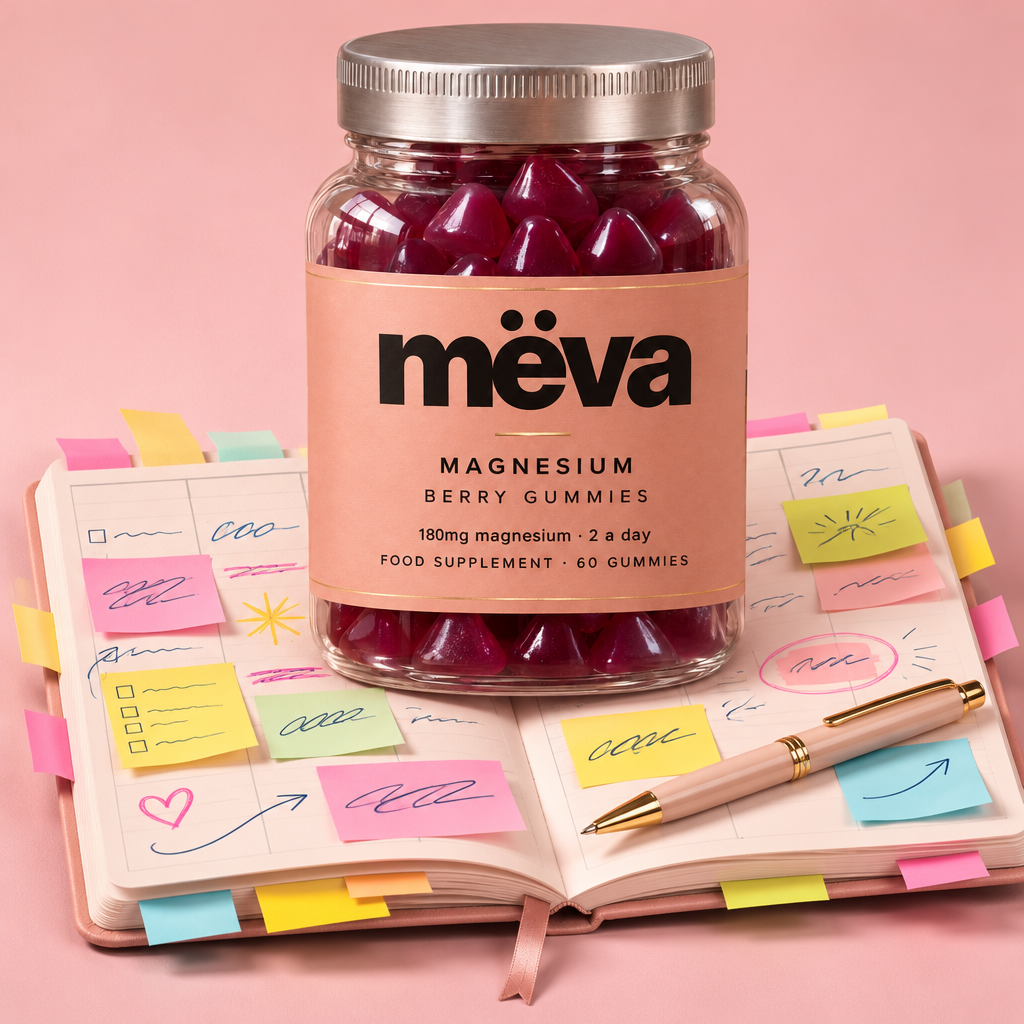 mëva
MAGNESIUM
BERRY GUMMIES
180mg magnesium · 2 a day
FOOD SUPPLEMENT · 60 GUMMIES